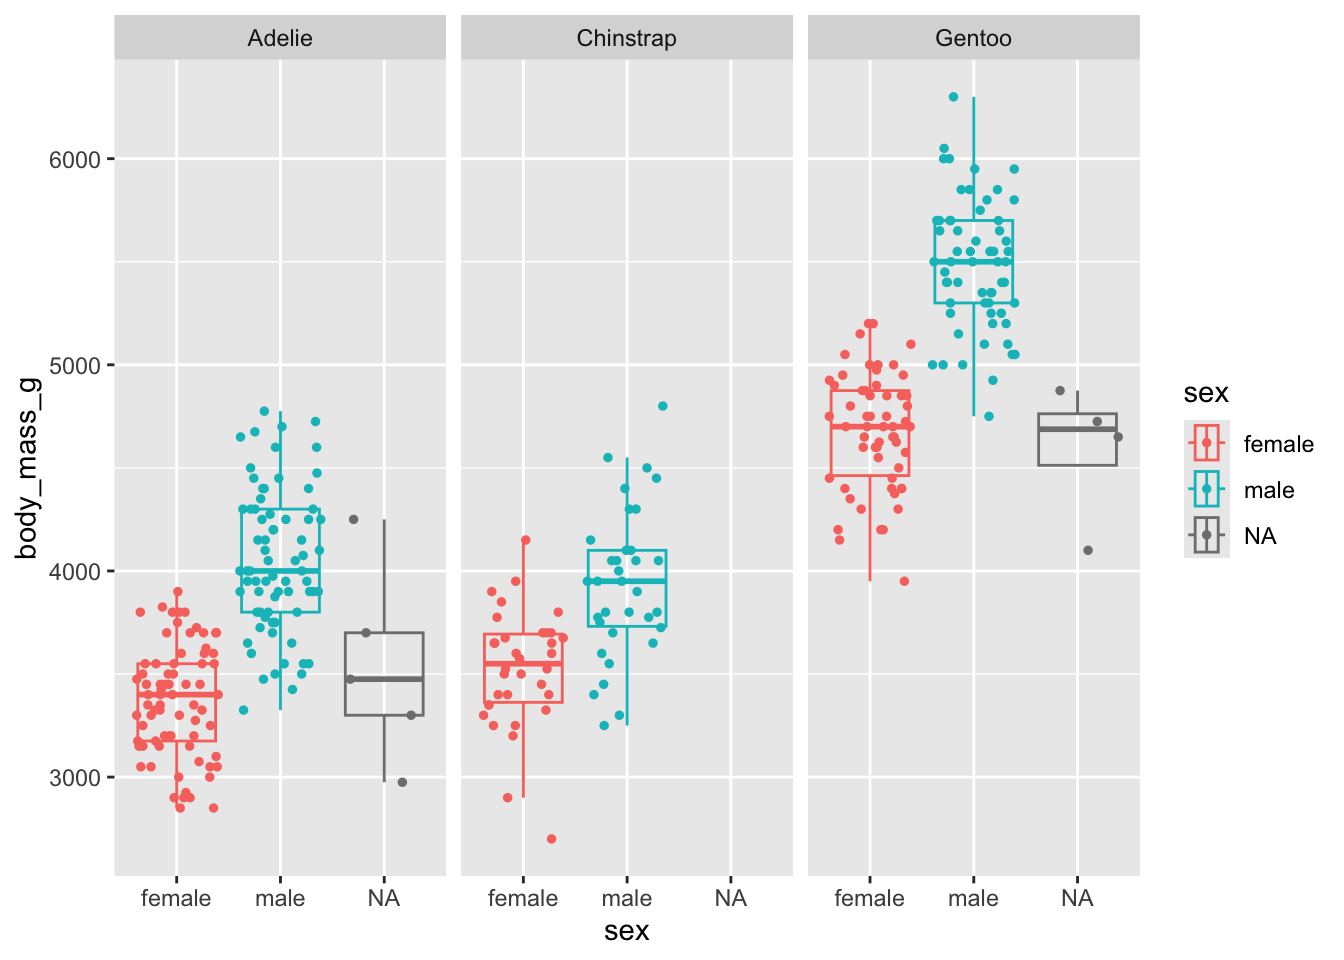 Adelie Chinstrap Gentoo
6000
5000
4000
3000
body_mass_g
female male NA female male NA female male NA
sex
sex
female
male
NA